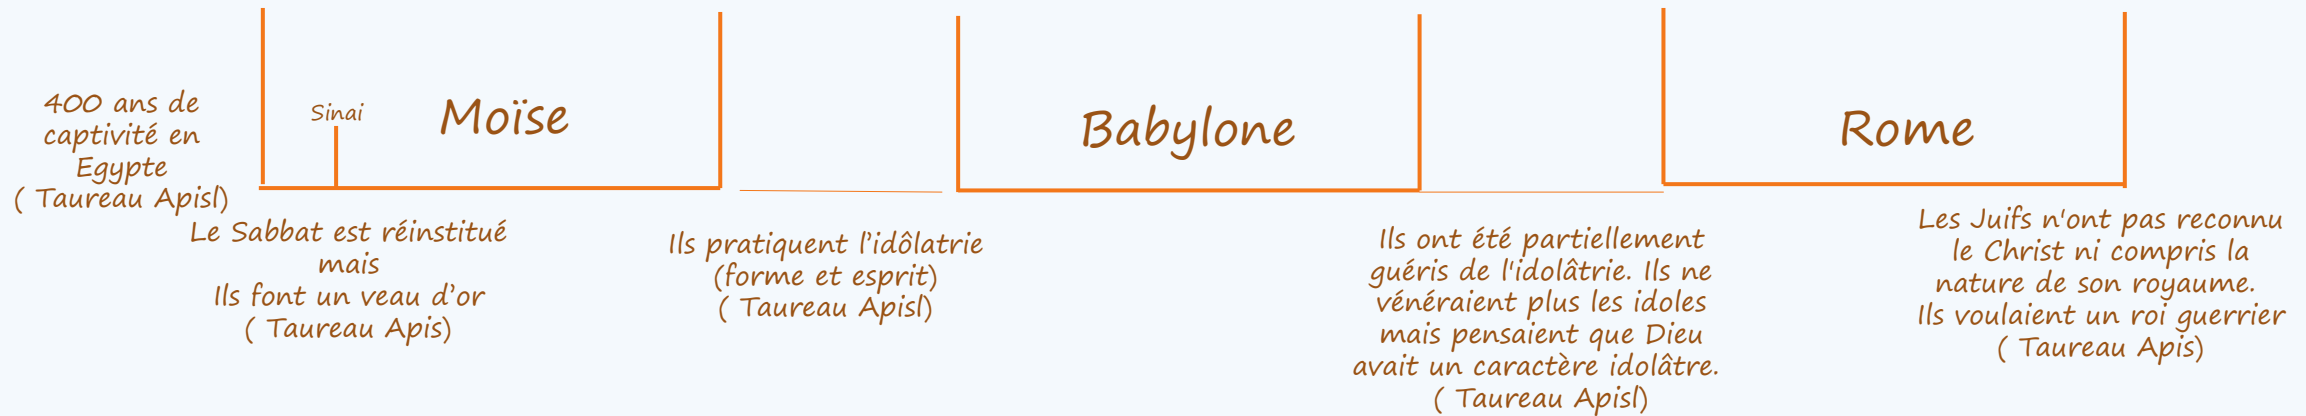 400 ans de
captivité en
Egypte
( Taureau Apisl)
Sinai
Moïse
Le Sabbat est réinstitué
mais
Ils font un veau d'or
( Taureau Apis)
Ils pratiquent l'idôlatrie
(forme et esprit)
( Taureau Apisl)
Babylone
Ils ont été partiellement
guéris de l'idolâtrie. Ils ne
vénéraient plus les idoles
mais pensaient que Dieu
avait un caractère idolâtre.
( Taureau Apisl)
Rome
Les Juifs n'ont pas reconnu
le Christ ni compris la
nature de son royaume.
Ils voulaient un roi guerrier
( Taureau Apis)